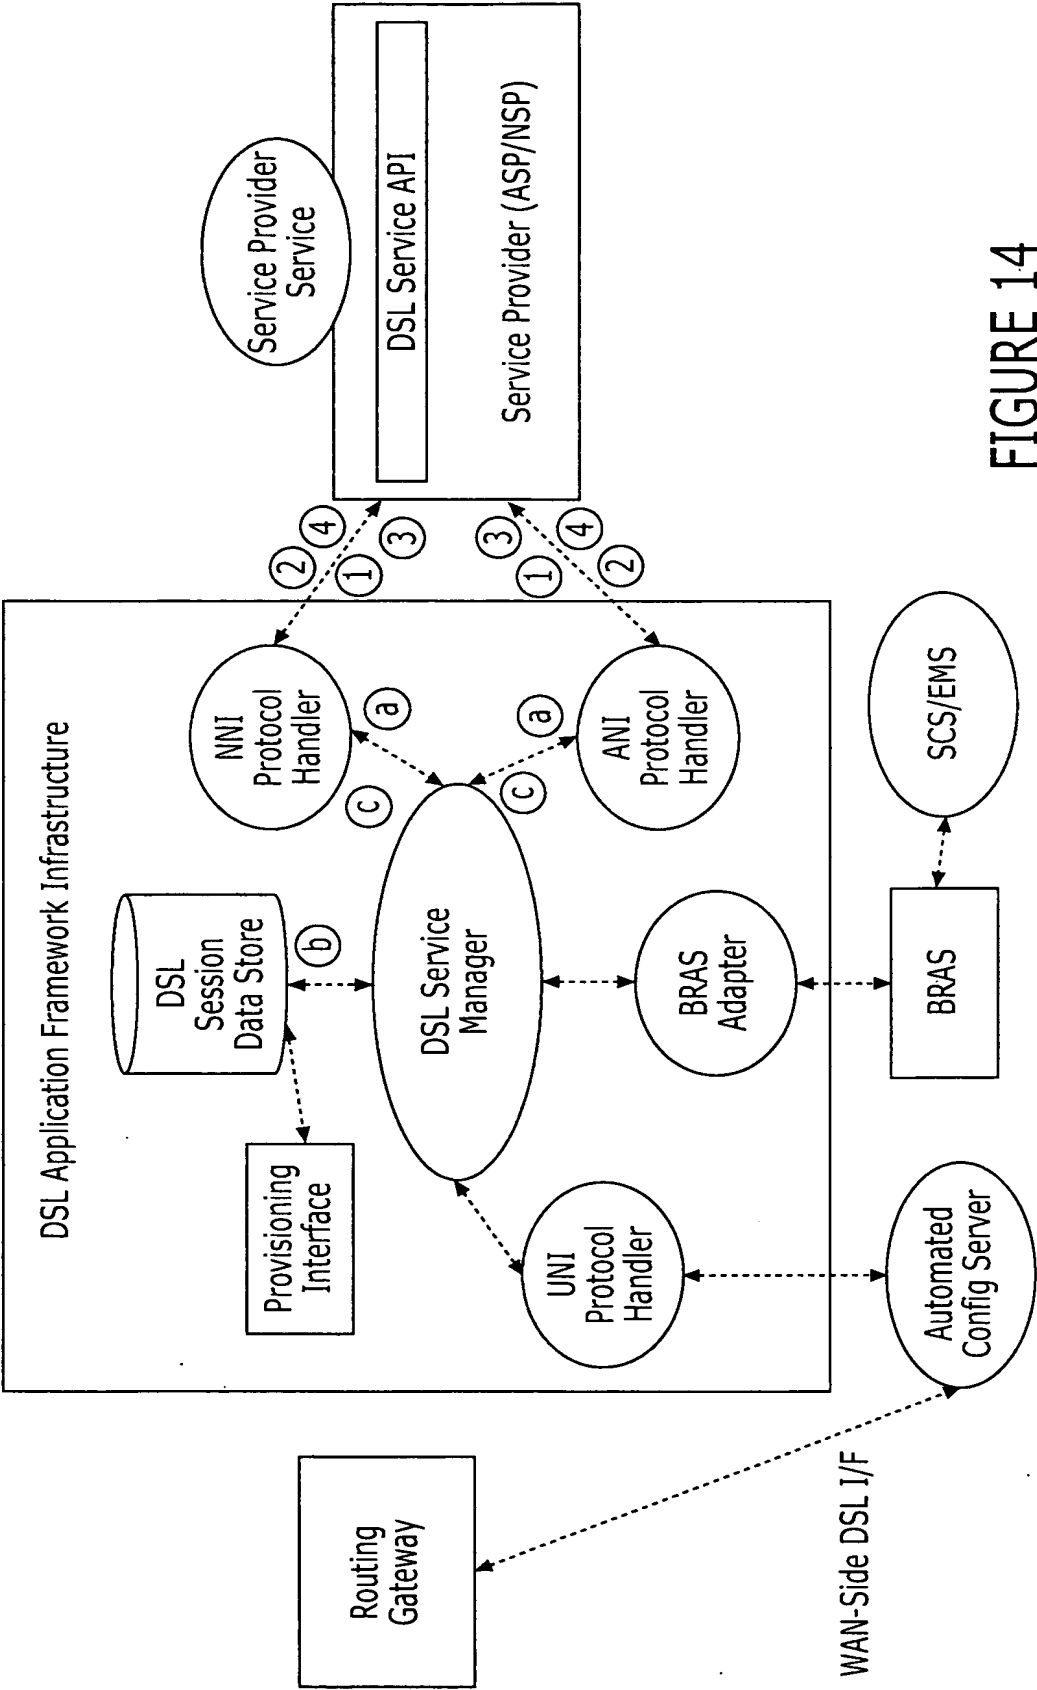 DSL Application Framework Infrastructure
Routing
Gateway
WAN-Side DSL I/F
Provisioning
Interface
DSL
Session
Data Store
b
NNI
Protocol
Handler
a
c
DSL Service
Manager
UNI
Protocol
Handler
BRAS
Adapter
ANI
Protocol
Handler
a
c
Automated
Config Server
BRAS
SCS/EMS
2
4
1
3
3
1
4
2
Service Provider
Service
DSL Service API
Service Provider (ASP/NSP)
FIGURE 14